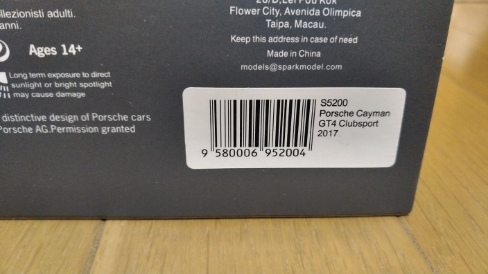 llezionisti adulti.
anni.
Ages 14+
Long term exposure to direct
sunlight or bright spotlight
may cause damage
distinctive design of Porsche cars
Porsche AG.Permission granted
Flower City, Avenida Olimpica
Taipa, Macau.
Keep this address in case of need
Made in China
models@sparkmodel.com
S5200
Porsche Cayman
GT4 Clubsport
2017
9 580006 952004